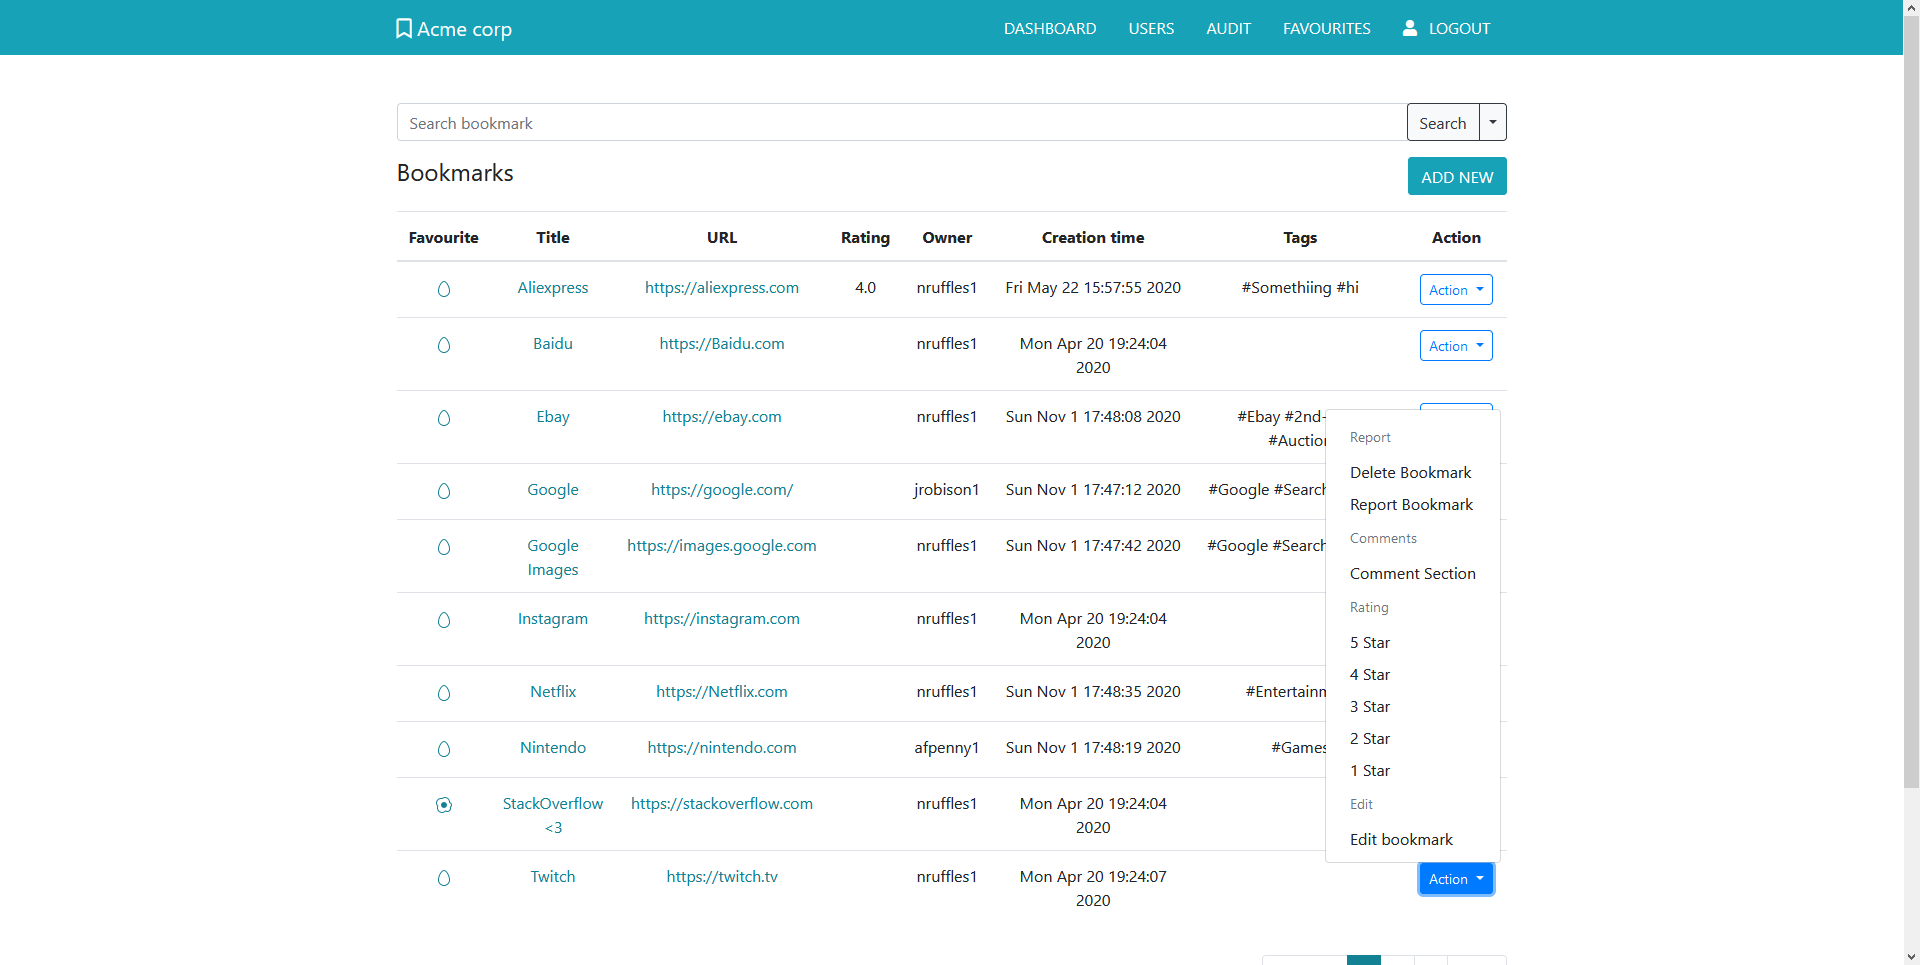 Acme corp
DASHBOARD USERS AUDIT FAVOURITES LOGOUT
Search bookmark Search
Bookmarks
ADD NEW
Favourite Title URL Rating Owner Creation time Tags Action
Aliexpress https://aliexpress.com 4.0 nruffles1 Fri May 22 15:57:55 2020 #Somethiing #hi Action
Baidu https://Baidu.com nruffles1 Mon Apr 20 19:24:04 Action
2020
Ebay https://ebay.com nruffles1 Sun Nov 1 17:48:08 2020 #Ebay #2nd-
#Auction
Google https://google.com/ jrobison1 Sun Nov 1 17:47:12 2020 #Google #Search
Google https://images.google.com nruffles1 Sun Nov 1 17:47:42 2020 #Google #Search
Images
Instagram https://instagram.com nruffles1 Mon Apr 20 19:24:04
2020
Netflix https://Netflix.com nruffles1 Sun Nov 1 17:48:35 2020 #Entertainm
Nintendo https://nintendo.com afpenny1 Sun Nov 1 17:48:19 2020 #Games
StackOverflow https://stackoverflow.com nruffles1 Mon Apr 20 19:24:04
<3 2020
Twitch https://twitch.tv nruffles1 Mon Apr 20 19:24:07 Action
2020
Report
Delete Bookmark
Report Bookmark
Comments
Comment Section
Rating
5 Star
4 Star
3 Star
2 Star
1 Star
Edit
Edit bookmark